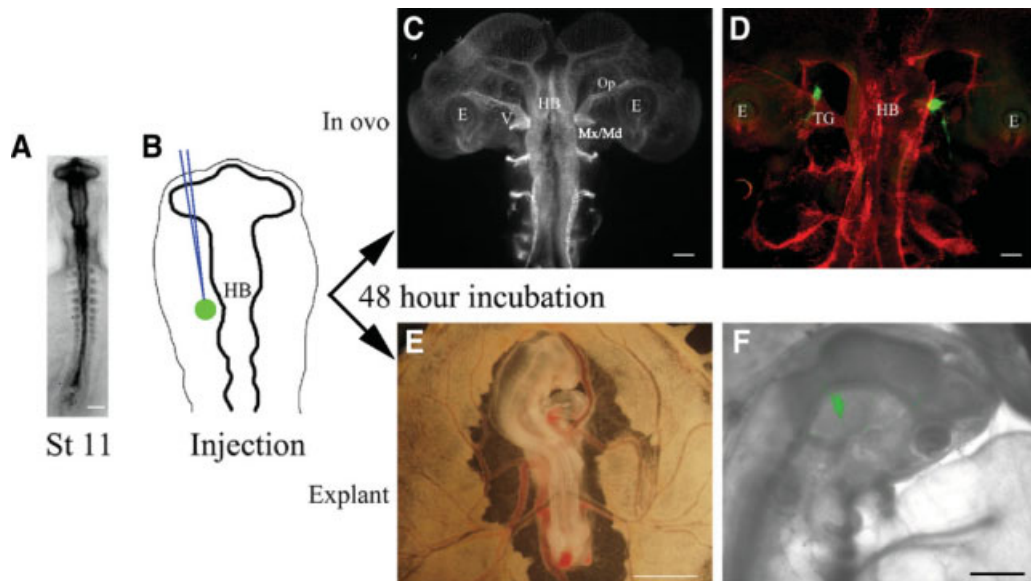 A
B
C
D
E
F
St 11
HB
Injection
In ovo
48 hour incubation
Explant
E
V
HB
Op
E
Mx/Md
E
TG
HB
E